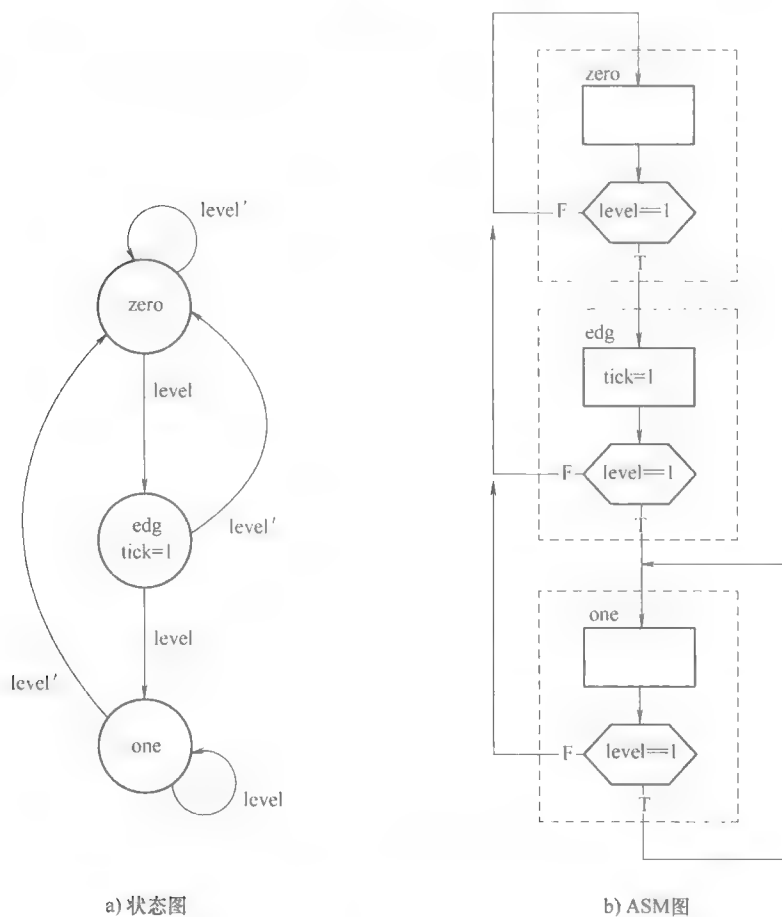 level′
zero
level
edg
tick=1
level′
level
level′
one
level
a) 状态图
zero
F
level==1
T
edg
tick=1
F
level==1
T
one
F
level==1
T
b) ASM图